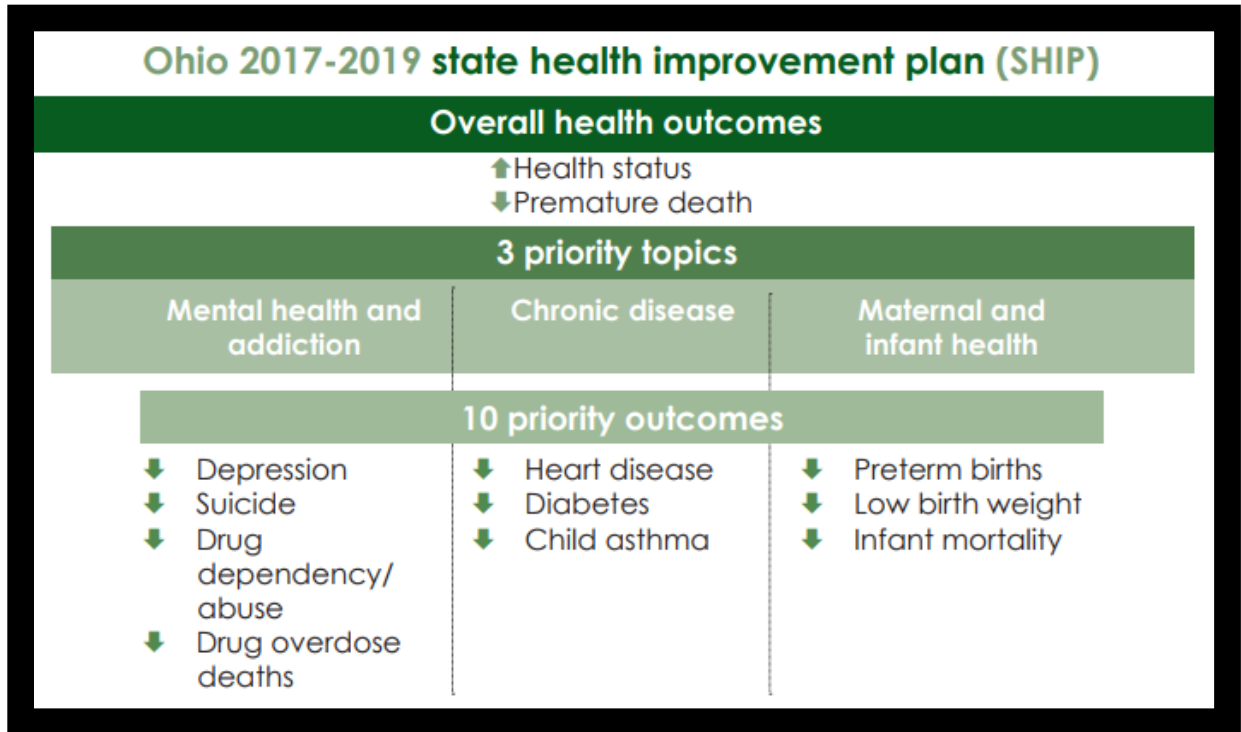 Ohio 2017-2019 state health improvement plan (SHIP)
Overall health outcomes
Health status
Premature death
3 priority topics
Mental health and
addiction
Chronic disease
Maternal and
infant health
10 priority outcomes
Depression
Suicide
Drug
dependency/
abuse
Drug overdose
deaths
Heart disease
Diabetes
Child asthma
Preterm births
Low birth weight
Infant mortality